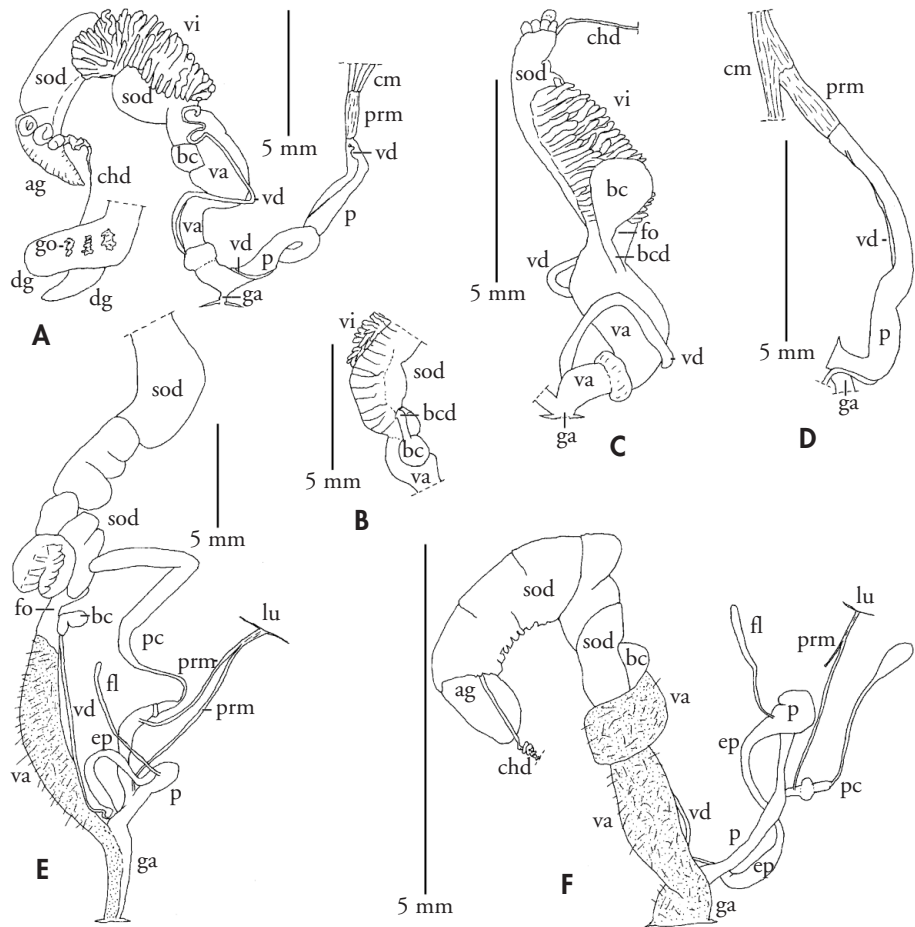 vi
sod
sod
cm
prm
5 mm
bc
va
vd
ag
chd
vd
va
go
vd
p
p
dg
dg
ga
A
chd
sod
vi
bc
fo
bcd
vd
5 mm
va
vd
va
ga
C
cm
prm
vd
5 mm
p
ga
D
vi
sod
bcd
bc
5 mm
va
B
sod
sod
5 mm
fo
bc
pc
lu
prm
fl
prm
vd
ep
va
p
ga
E
sod
sod
bc
ag
va
chd
fl
lu
prm
p
ep
pc
va
vd
p
ep
ga
5 mm
F